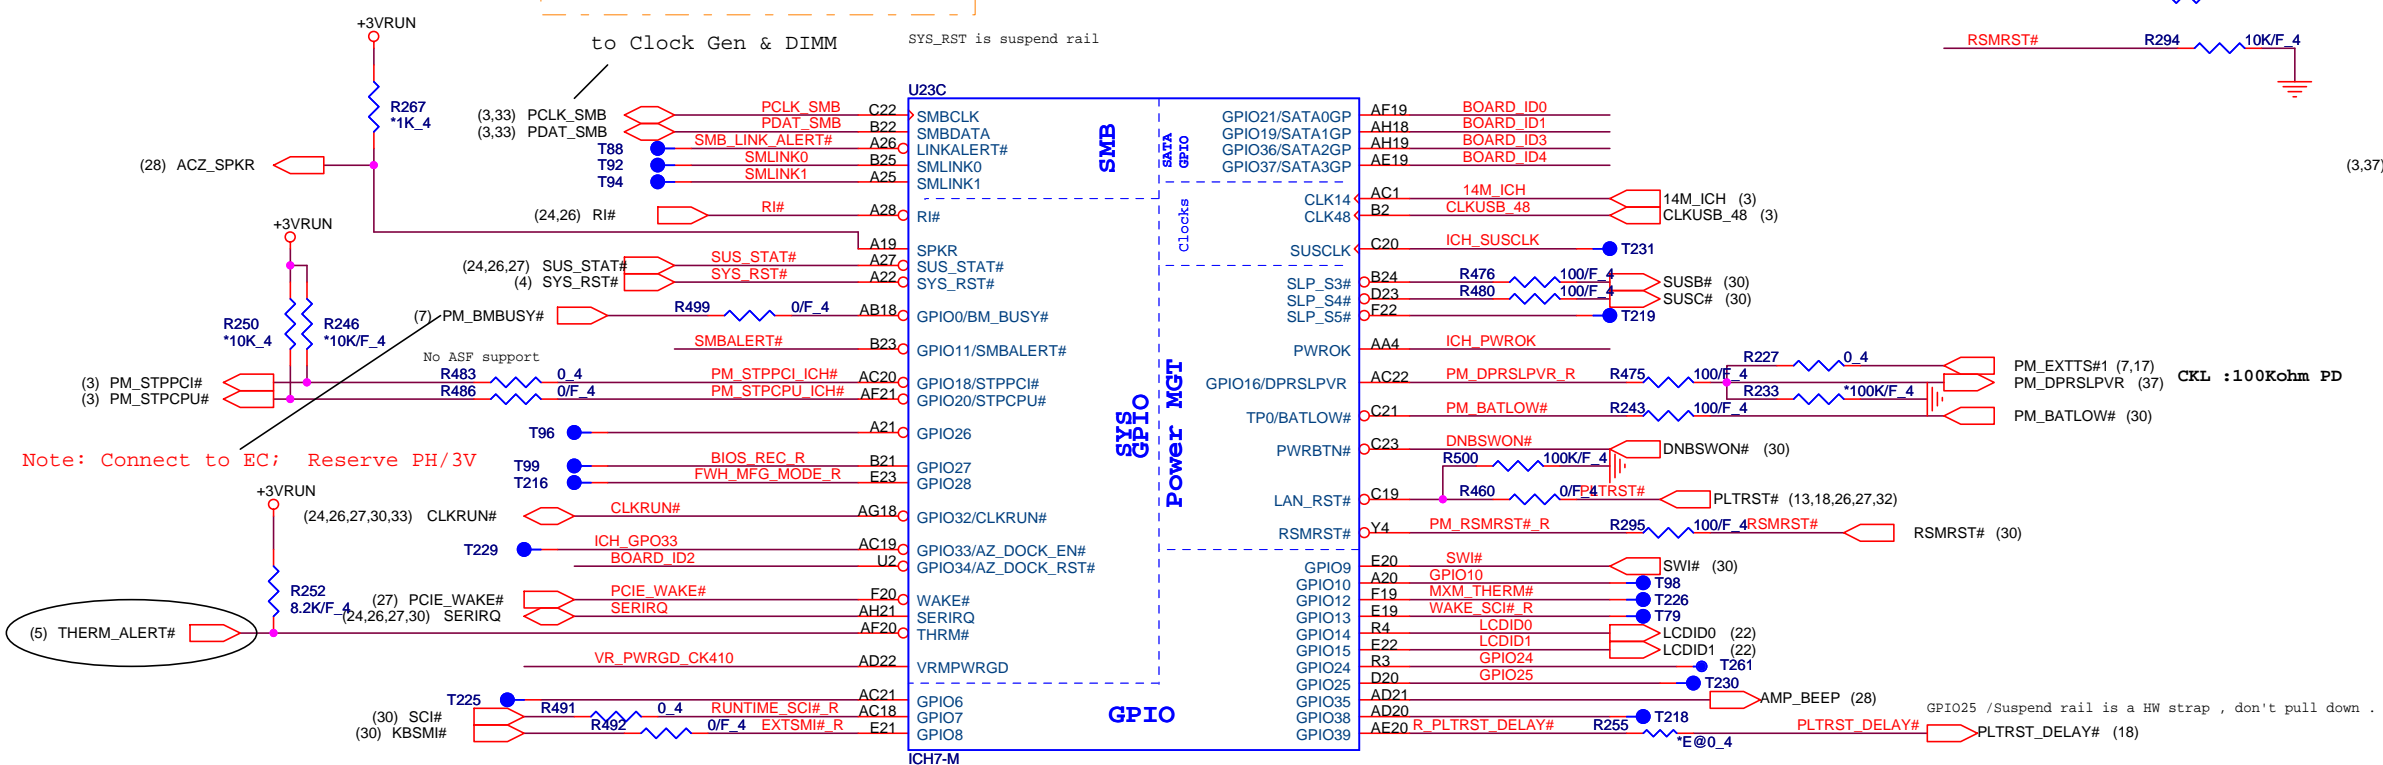 +3VRUN
to Clock Gen & DIMM
SYS_RST is suspend rail
RSMRST# R294 10K/F_4
U23C
R267
*1K_4
(3,33) PCLK_SMB PCLK_SMB C22 SMBCLK
(3,33) PDAT_SMB PDAT_SMB B22 SMBDATA
T88 SMB_LINK_ALERT# A26 LINKALERT#
T92 SMLINK0 B25 SMLINK0
T94 SMLINK1 A25 SMLINK1
SMB
SATA
GPIO
GPIO21/SATA0GP AF19 BOARD_ID0
GPIO19/SATA1GP AH18 BOARD_ID1
GPIO36/SATA2GP AH19 BOARD_ID3
GPIO37/SATA3GP AE19 BOARD_ID4
(3,37)
(28) ACZ_SPKR
Clocks
CLK14 AC1 14M_ICH 14M_ICH (3)
CLK48 B2 CLKUSB_48 CLKUSB_48 (3)
SUSCLK C20 ICH_SUSCLK T231
(24,26) RI# RI# A28 RI#
A19 SPKR
+3VRUN
(24,26,27) SUS_STAT# SUS_STAT# A27 SUS_STAT#
(4) SYS_RST# SYS_RST# A22 SYS_RST#
SLP_S3# B24 R476 100/F_4 SUSB# (30)
SLP_S4# D23 R480 100/F_4 SUSC# (30)
SLP_S5# F22 T219
R250
*10K_4
R246
*10K/F_4
(7) PM_BMBUSY# R499 0/F_4 AB18 GPIO0/BM_BUSY#
SMBALERT# B23 GPIO11/SMBALERT#
No ASF support
PWROK AA4 ICH_PWROK
R227 0_4 PM_EXTTS#1 (7,17)
(3) PM_STPPCI# R483 0_4 PM_STPPCI_ICH# AC20 GPIO18/STPPCI#
(3) PM_STPCPU# R486 0/F_4 PM_STPCPU_ICH# AF21 GPIO20/STPCPU#
GPIO16/DPRSLPVR AC22 PM_DPRSLPVR_R R475 100/F_4 PM_DPRSLPVR (37)
CKL :100Kohm PD
R233 *100K/F_4
TP0/BATLOW# C21 PM_BATLOW# R243 100/F_4 PM_BATLOW# (30)
SYS
GPIO
Power MGT
T96 A21 GPIO26
PWRBTN# C23 DNBSWON# DNBSWON# (30)
R500 100K/F_4
Note: Connect to EC; Reserve PH/3V
T99 BIOS_REC_R B21 GPIO27
T216 FWH_MFG_MODE_R E23 GPIO28
LAN_RST# C19 R460 0/F_4 PLTRST# PLTRST# (13,18,26,27,32)
+3VRUN
(24,26,27,30,33) CLKRUN# CLKRUN# AG18 GPIO32/CLKRUN#
RSMRST# Y4 PM_RSMRST#_R R295 100/F_4 RSMRST# RSMRST# (30)
T229 ICH_GPO33 AC19 GPIO33/AZ_DOCK_EN#
BOARD_ID2 U2 GPIO34/AZ_DOCK_RST#
R252
8.2K/F_4
(27) PCIE_WAKE# PCIE_WAKE# F20 WAKE#
(24,26,27,30) SERIRQ SERIRQ AH21 SERIRQ
(5) THERM_ALERT# AF20 THRM#
VR_PWRGD_CK410 AD22 VRMPWRGD
GPIO9 E20 SWI# SWI# (30)
GPIO10 A20 GPIO10 T98
GPIO12 F19 MXM_THERM# T226
GPIO13 E19 WAKE_SCI#_R T79
GPIO14 R4 LCDID0 LCDID0 (22)
GPIO15 E22 LCDID1 LCDID1 (22)
GPIO24 R3 GPIO24 T261
GPIO25 D20 GPIO25 T230
GPIO35 AD21 AMP_BEEP (28)
GPIO38 AD20 T218
GPIO39 AE20 R_PLTRST_DELAY# R255 *E@0_4 PLTRST_DELAY# PLTRST_DELAY# (18)
GPIO25 /Suspend rail is a HW strap , don't pull down .
T225 AC21 GPIO6
(30) SCI# R491 0_4 RUNTIME_SCI#_R AC18 GPIO7
(30) KBSMI# R492 0/F_4 EXTSMI#_R E21 GPIO8
GPIO
ICH7-M